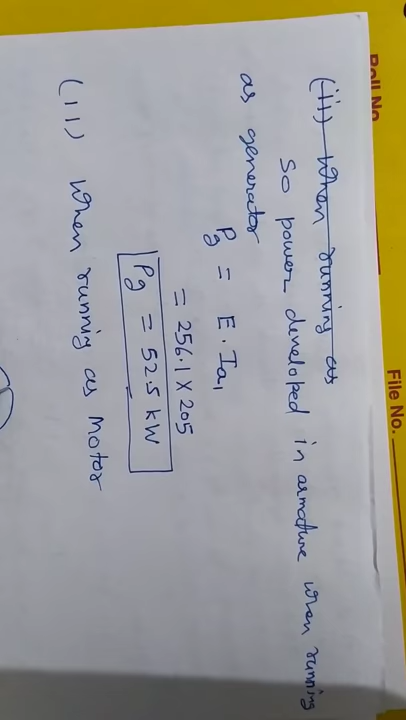 Roll No.
File No.
(ii) When running as
So power developed in armature when running
as generator
Pg = E . Ia1
= 256.1 X 205
Pg = 52.5 kW
(ii) When running as Motor